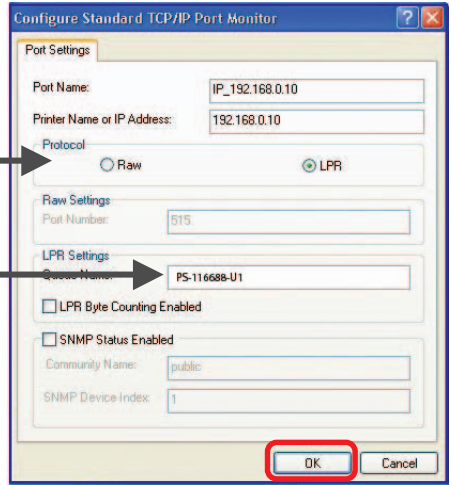 Configure Standard TCP/IP Port Monitor
Port Settings
Port Name: IP_192.168.0.10
Printer Name or IP Address: 192.168.0.10
Protocol
Raw LPR
Raw Settings
Port Number: 515
LPR Settings
Queue Name: PS-116688-U1
LPR Byte Counting Enabled
SNMP Status Enabled
Community Name: public
SNMP Device Index: 1
OK Cancel